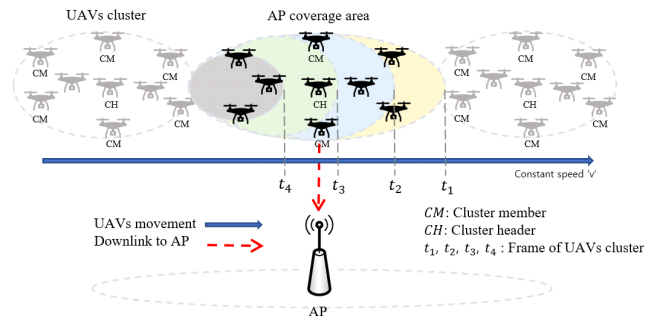 UAVs cluster
AP coverage area
CM
CM
CM
CM
CH
CM
CM
CM
CM
CH
CM
CM
CM
CM
CM
CH
CM
CM
t4
t3
t2
t1
Constant speed 'v'
UAVs movement
Downlink to AP
CM: Cluster member
CH: Cluster header
t1, t2, t3, t4 : Frame of UAVs cluster
AP